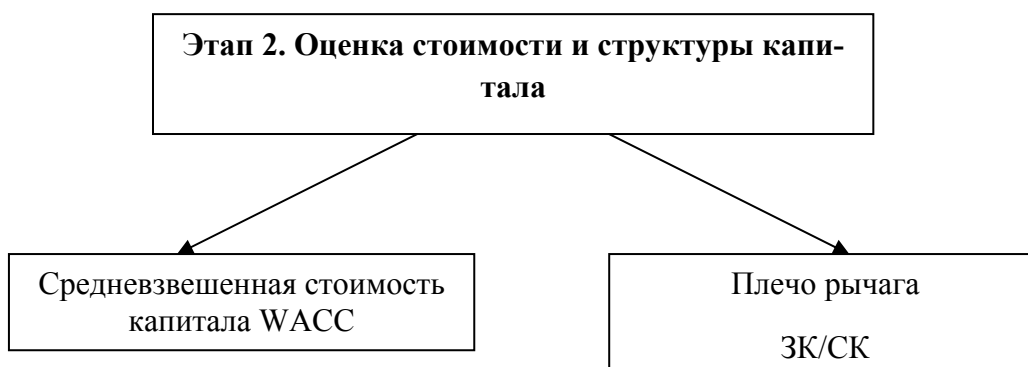 Этап 2. Оценка стоимости и структуры капи-
тала
Средневзвешенная стоимость
капитала WACC
Плечо рычага
ЗК/СК